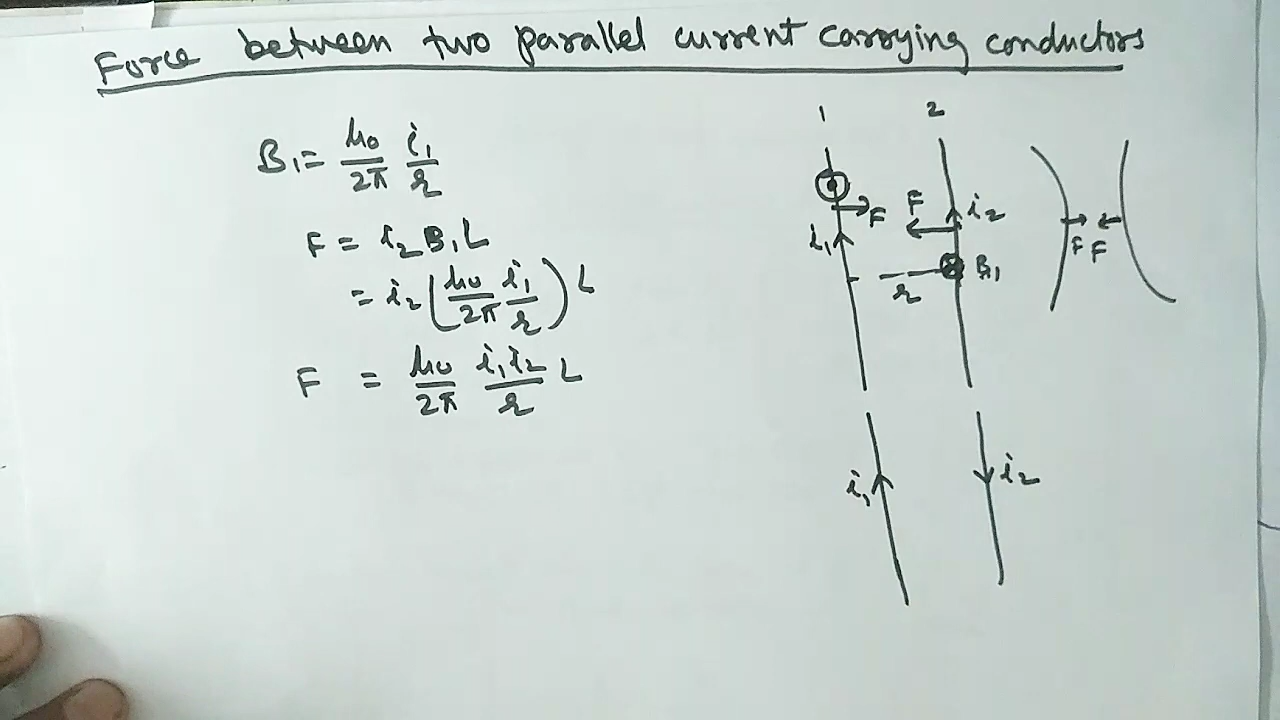 Force between two parallel current carrying conductors
B₁ = μ₀/2π i₁/r
F = i₂ B₁ L
= i₂ (μ₀/2π i₁/r) L
F = μ₀/2π i₁i₂/r L
1 2
F F i₂
i₁
r B₁
F F
i₁ i₂